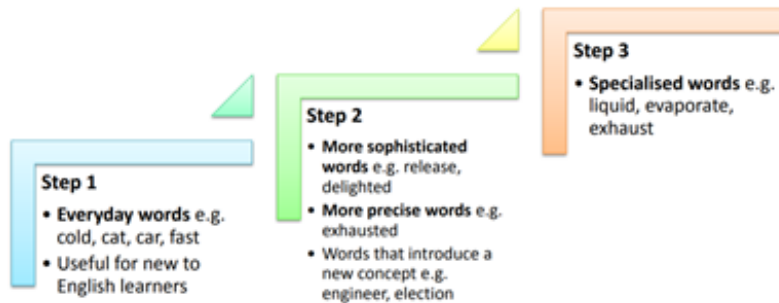 Step 1
• Everyday words e.g.
cold, cat, car, fast
• Useful for new to
English learners
Step 2
• More sophisticated
words e.g. release,
delighted
• More precise words e.g.
exhausted
• Words that introduce a
new concept e.g.
engineer, election
Step 3
• Specialised words e.g.
liquid, evaporate,
exhaust